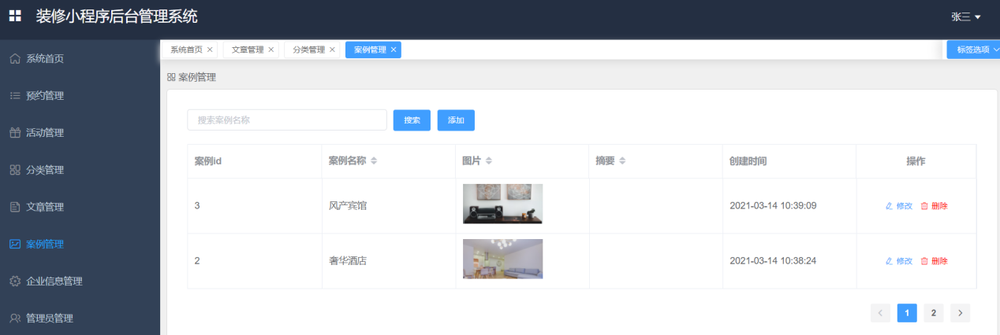 装修小程序后台管理系统
张三
系统首页
预约管理
活动管理
分类管理
文章管理
案例管理
企业信息管理
管理员管理
系统首页 文章管理 分类管理 案例管理 标签选项
案例管理
搜索案例名称 搜索 添加
案例id 案例名称 图片 摘要 创建时间 操作
3 风产宾馆 2021-03-14 10:39:09 修改 删除
2 奢华酒店 2021-03-14 10:38:24 修改 删除
1 2